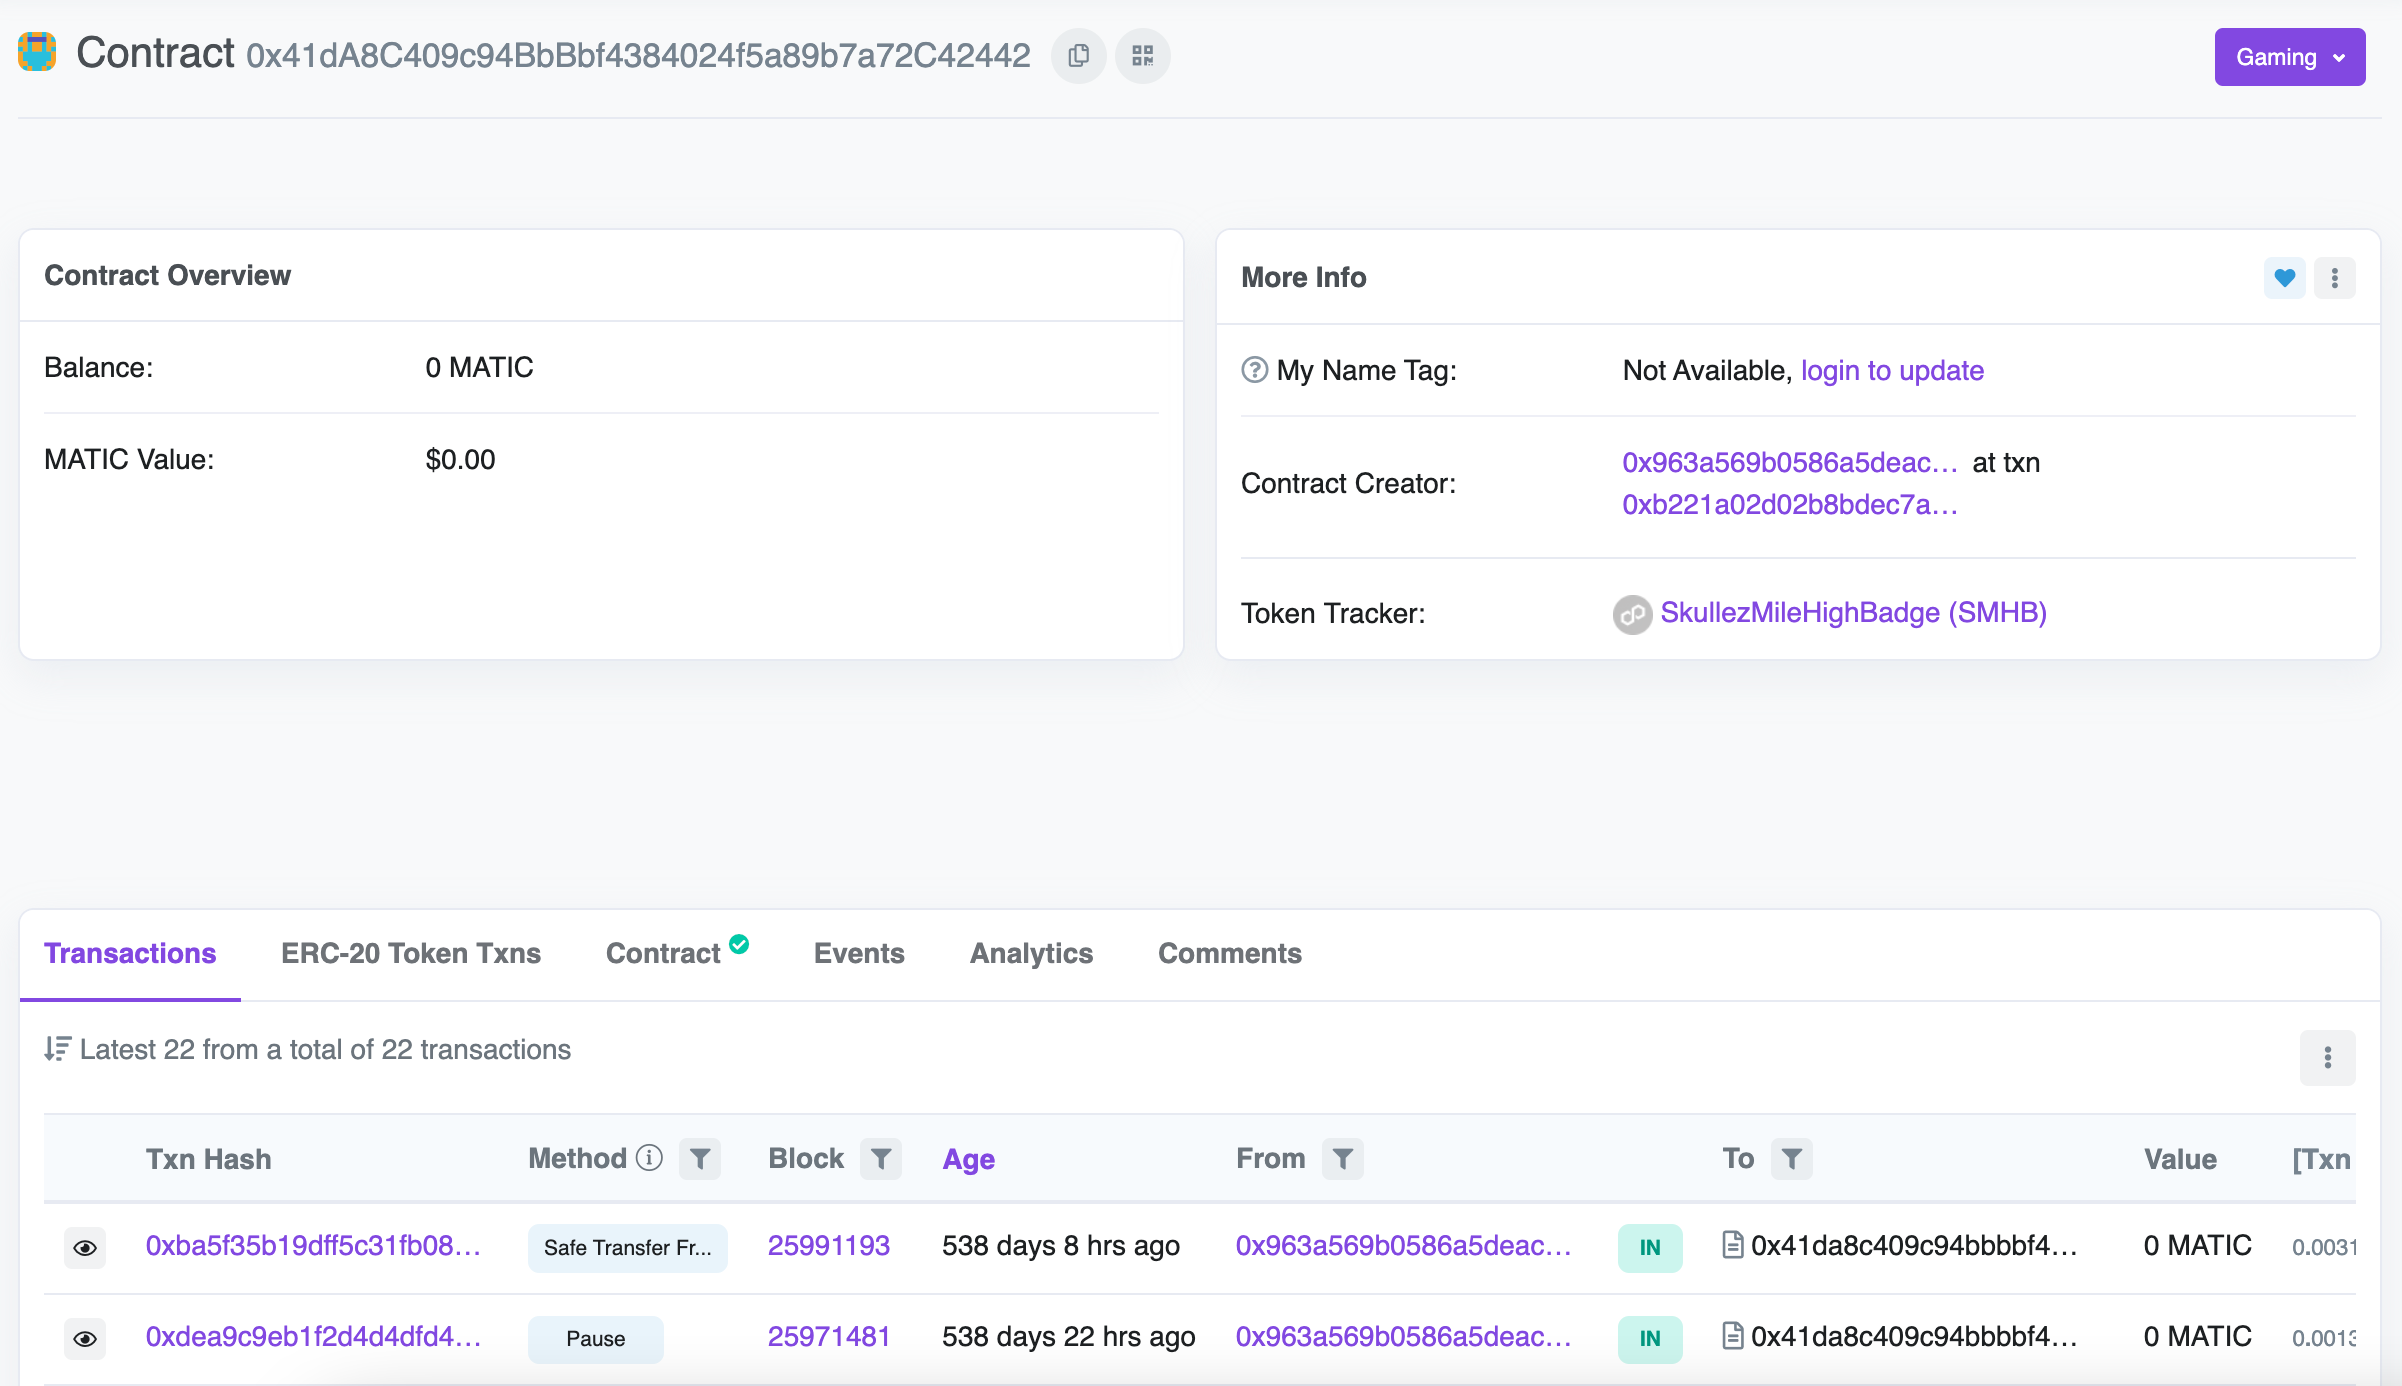 Contract 0x41dA8C409c94BbBbf4384024f5a89b7a72C42442
Gaming
Contract Overview
Balance: 0 MATIC
MATIC Value: $0.00
More Info
My Name Tag: Not Available, login to update
Contract Creator: 0x963a569b0586a5deac... at txn
0xb221a02d02b8bdec7a...
Token Tracker: SkullezMileHighBadge (SMHB)
Transactions ERC-20 Token Txns Contract Events Analytics Comments
Latest 22 from a total of 22 transactions
Txn Hash Method Block Age From To Value [Txn
0xba5f35b19dff5c31fb08... Safe Transfer Fr... 25991193 538 days 8 hrs ago 0x963a569b0586a5deac... IN 0x41da8c409c94bbbbf4... 0 MATIC 0.0031
0xdea9c9eb1f2d4d4dfd4... Pause 25971481 538 days 22 hrs ago 0x963a569b0586a5deac... IN 0x41da8c409c94bbbbf4... 0 MATIC 0.0013